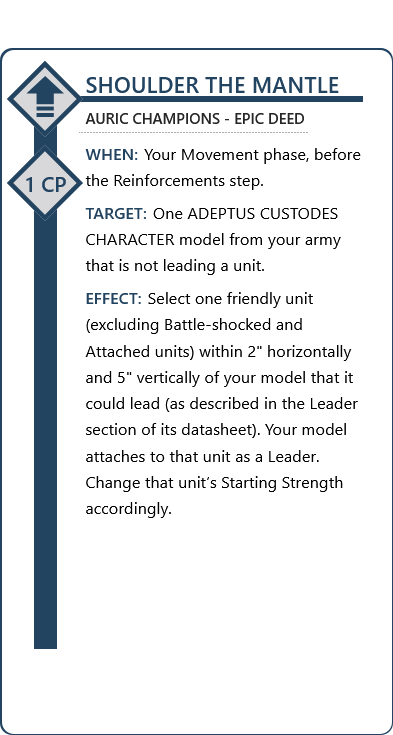 SHOULDER THE MANTLE
AURIC CHAMPIONS - EPIC DEED
1 CP
WHEN: Your Movement phase, before
the Reinforcements step.
TARGET: One ADEPTUS CUSTODES
CHARACTER model from your army
that is not leading a unit.
EFFECT: Select one friendly unit
(excluding Battle-shocked and
Attached units) within 2" horizontally
and 5" vertically of your model that it
could lead (as described in the Leader
section of its datasheet). Your model
attaches to that unit as a Leader.
Change that unit’s Starting Strength
accordingly.